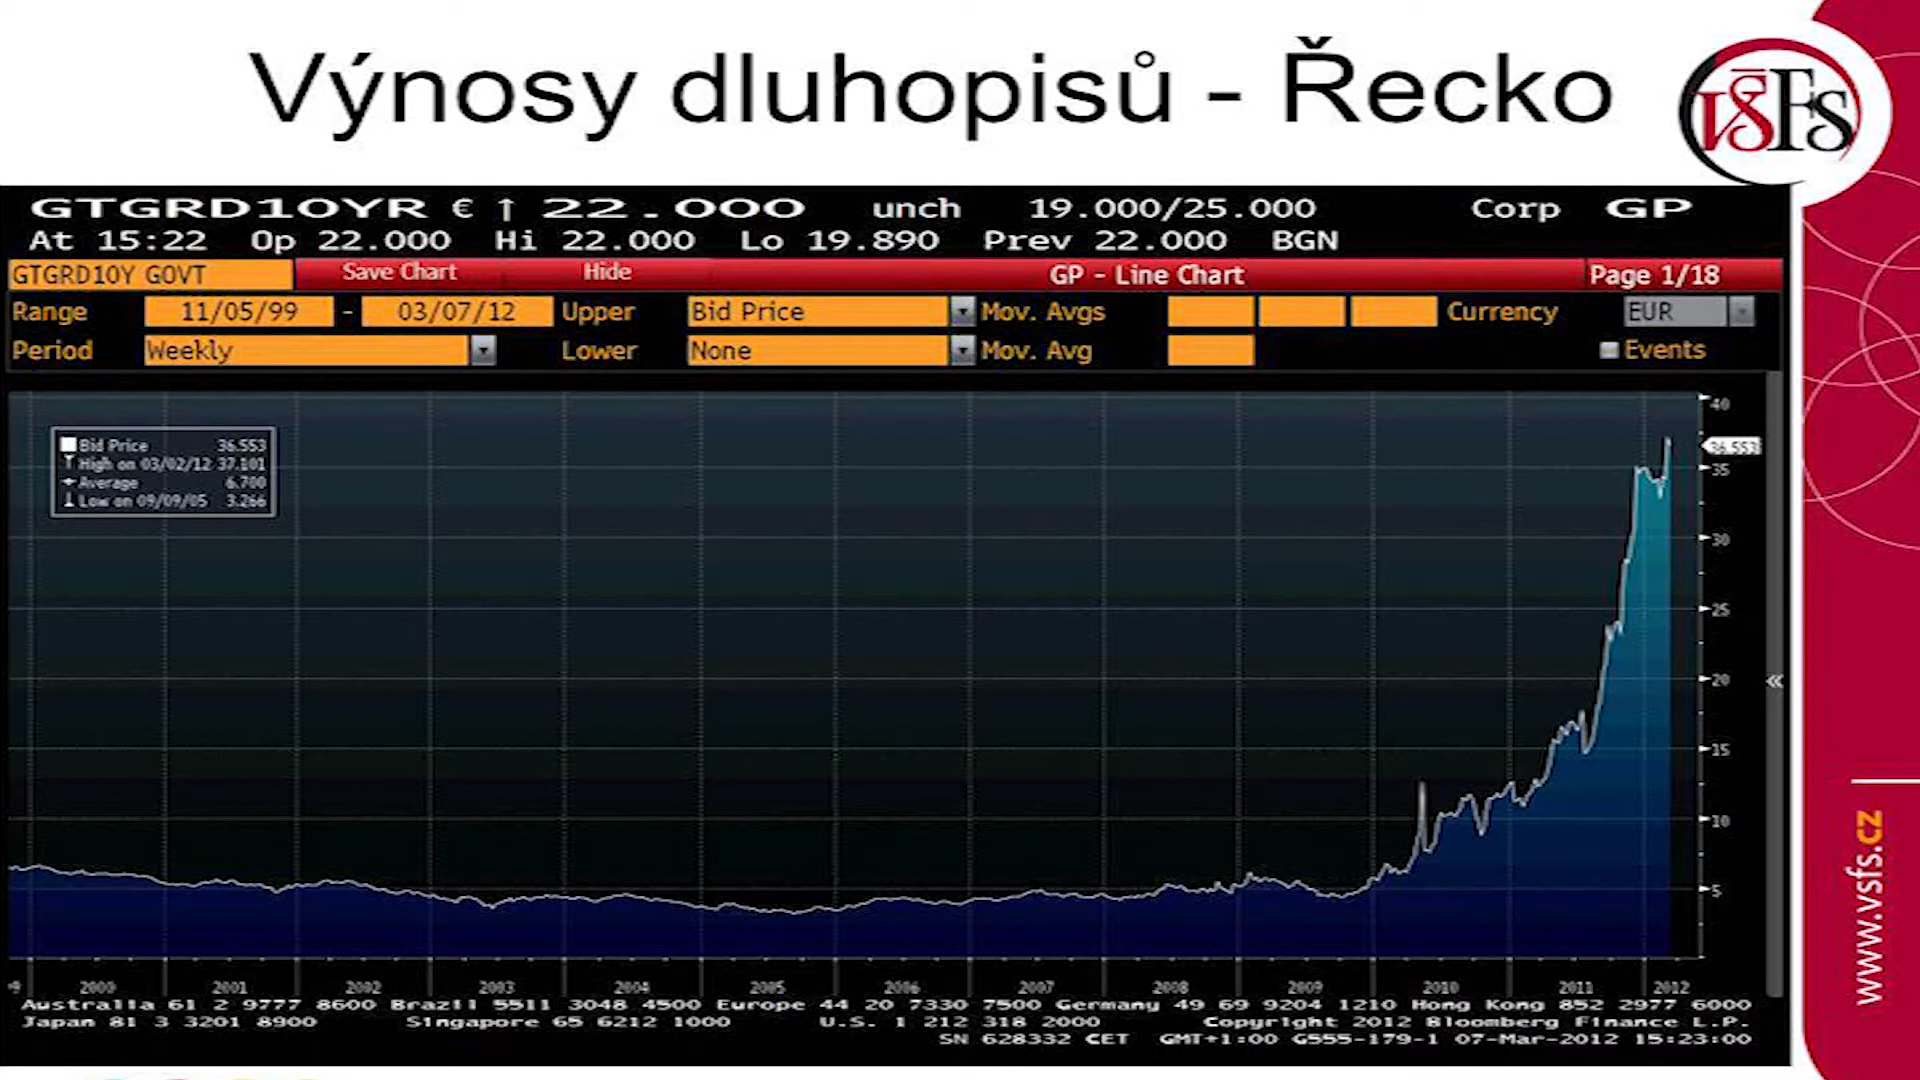 Výnosy dluhopisů - Řecko
VŠFS
GTGRD10YR € ↑ 22.000 unch 19.000/25.000 Corp GP
At 15:22 Op 22.000 Hi 22.000 Lo 19.890 Prev 22.000 BGN
GTGRD10Y GOVT Save Chart Hide GP - Line Chart Page 1/18
Range 11/05/99 - 03/07/12 Upper Bid Price Mov. Avgs Currency EUR
Period Weekly Lower None Mov. Avg Events
Bid Price 36.553
High on 03/02/12 37.101
Average 6.700
Low on 09/09/05 3.266
40
36.553
35
30
25
20
15
10
5
2000 2001 2002 2003 2004 2005 2006 2007 2008 2009 2010 2011 2012
Australia 61 2 9777 8600 Brazil 5511 3048 4500 Europe 44 20 7330 7500 Germany 49 69 9204 1210 Hong Kong 852 2977 6000
Japan 81 3 3201 8900 Singapore 65 6212 1000 U.S. 1 212 318 2000 Copyright 2012 Bloomberg Finance L.P.
SN 628332 CET GMT+1:00 G555-179-1 07-Mar-2012 15:23:00
www.vsfs.cz